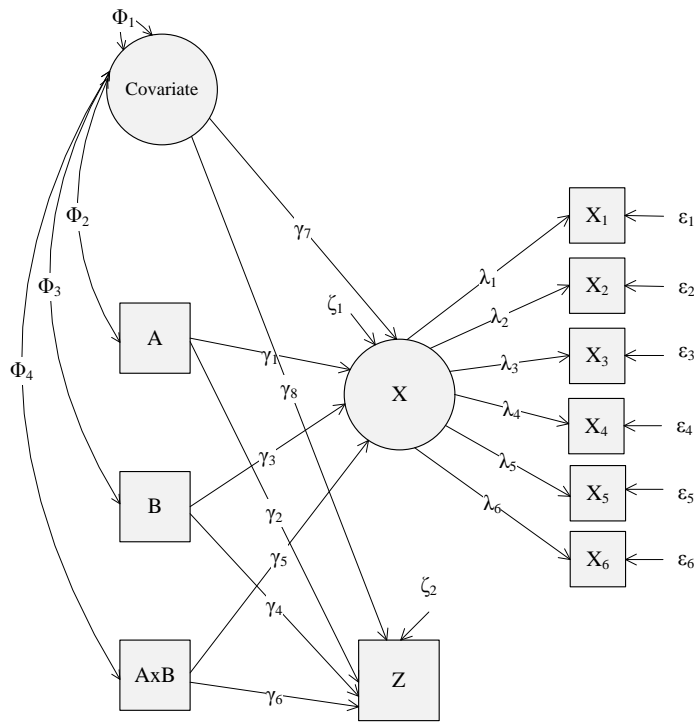 Φ₁
Covariate
Φ₂
Φ₃
Φ₄
γ₇
X₁
ε₁
λ₁
X₂
ε₂
λ₂
ζ₁
A
γ₁
X₃
ε₃
λ₃
γ₈
X
λ₄
X₄
ε₄
γ₃
λ₅
X₅
ε₅
B
γ₂
λ₆
γ₅
X₆
ε₆
γ₄
ζ₂
AxB
γ₆
Z